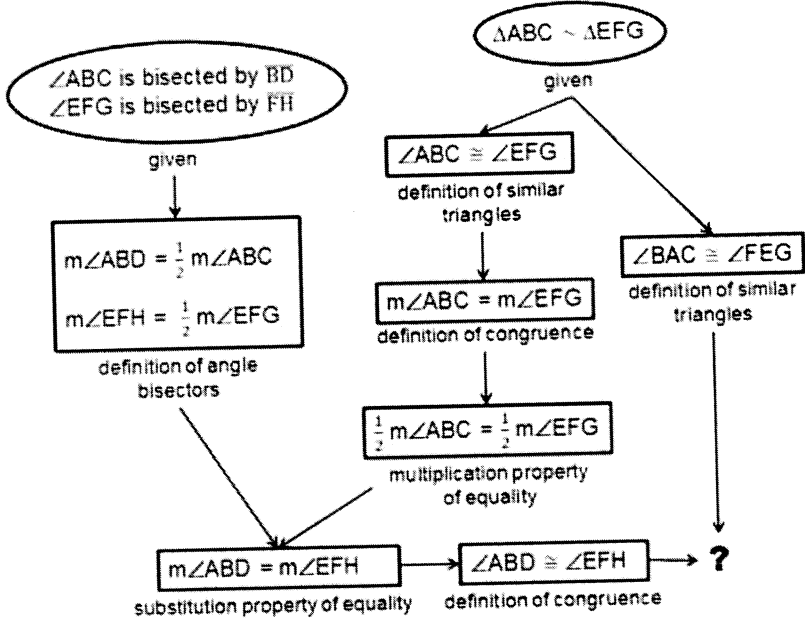 ΔABC ~ ΔEFG
given
∠ABC is bisected by B̅D̅
∠EFG is bisected by F̅H̅
given
∠ABC ≅ ∠EFG
definition of similar
triangles
m∠ABD = 1/2 m∠ABC
m∠EFH = 1/2 m∠EFG
definition of angle
bisectors
∠BAC ≅ ∠FEG
definition of similar
triangles
m∠ABC = m∠EFG
definition of congruence
1/2 m∠ABC = 1/2 m∠EFG
multiplication property
of equality
m∠ABD = m∠EFH
substitution property of equality
∠ABD ≅ ∠EFH
definition of congruence
?